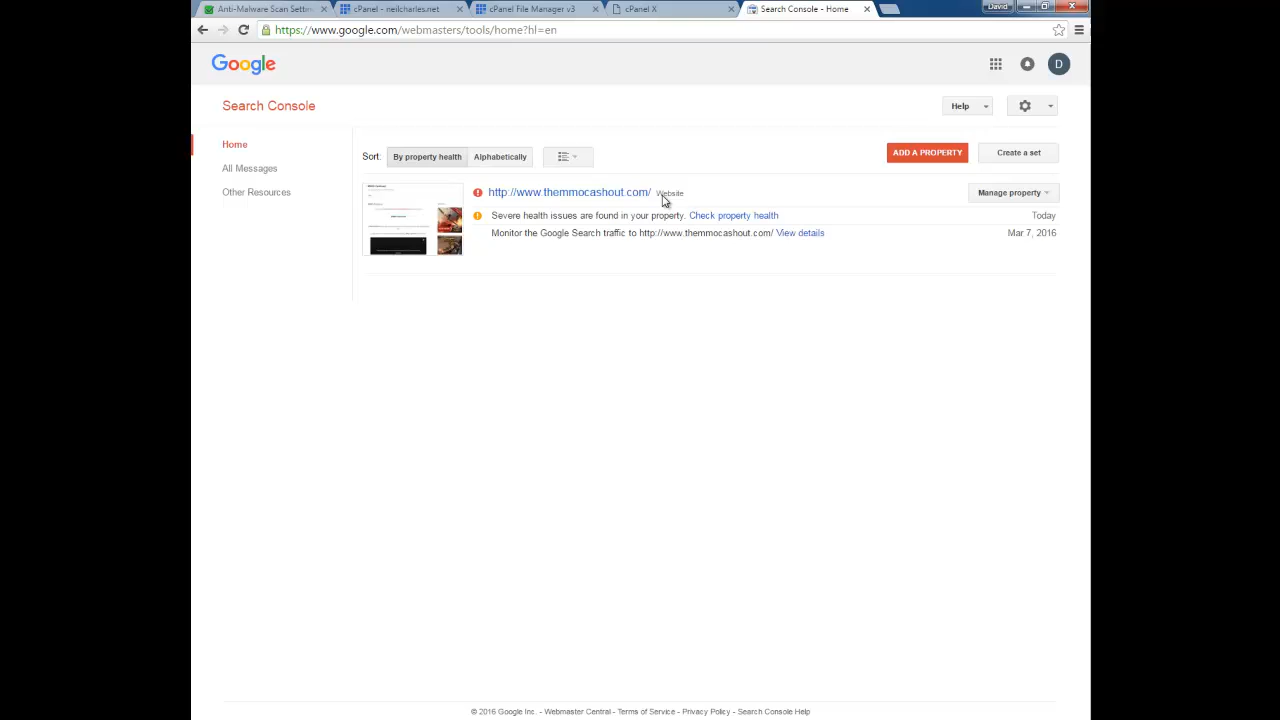 Anti-Malware Scan Settin
cPanel - neilcharles.net
cPanel File Manager v3
cPanel X
Search Console - Home
David
https://www.google.com/webmasters/tools/home?hl=en
Google
D
Search Console
Help
Home
All Messages
Other Resources
Sort:
By property health
Alphabetically
ADD A PROPERTY
Create a set
http://www.themmocashout.com/
Website
Manage property
Severe health issues are found in your property. Check property health
Today
Monitor the Google Search traffic to http://www.themmocashout.com/ View details
Mar 7, 2016
© 2016 Google Inc. - Webmaster Central - Terms of Service - Privacy Policy - Search Console Help